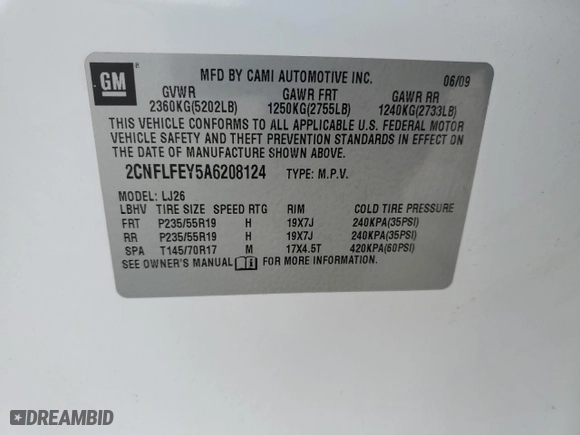 GM
MFD BY CAMI AUTOMOTIVE INC. 06/09
GVWR GAWR FRT GAWR RR
2360KG(5202LB) 1250KG(2755LB) 1240KG(2733LB)
THIS VEHICLE CONFORMS TO ALL APPLICABLE U.S. FEDERAL MOTOR
VEHICLE SAFETY AND THEFT PREVENTION STANDARDS IN EFFECT ON
THE DATE OF MANUFACTURE SHOWN ABOVE.
2CNFLFEY5A6208124 TYPE: M.P.V.
MODEL: LJ26
LBHV TIRE SIZE SPEED RTG RIM COLD TIRE PRESSURE
FRT P235/55R19 H 19X7J 240KPA(35PSI)
RR P235/55R19 H 19X7J 240KPA(35PSI)
SPA T145/70R17 M 17X4.5T 420KPA(60PSI)
SEE OWNER'S MANUAL FOR MORE INFORMATION.
DREAMBID